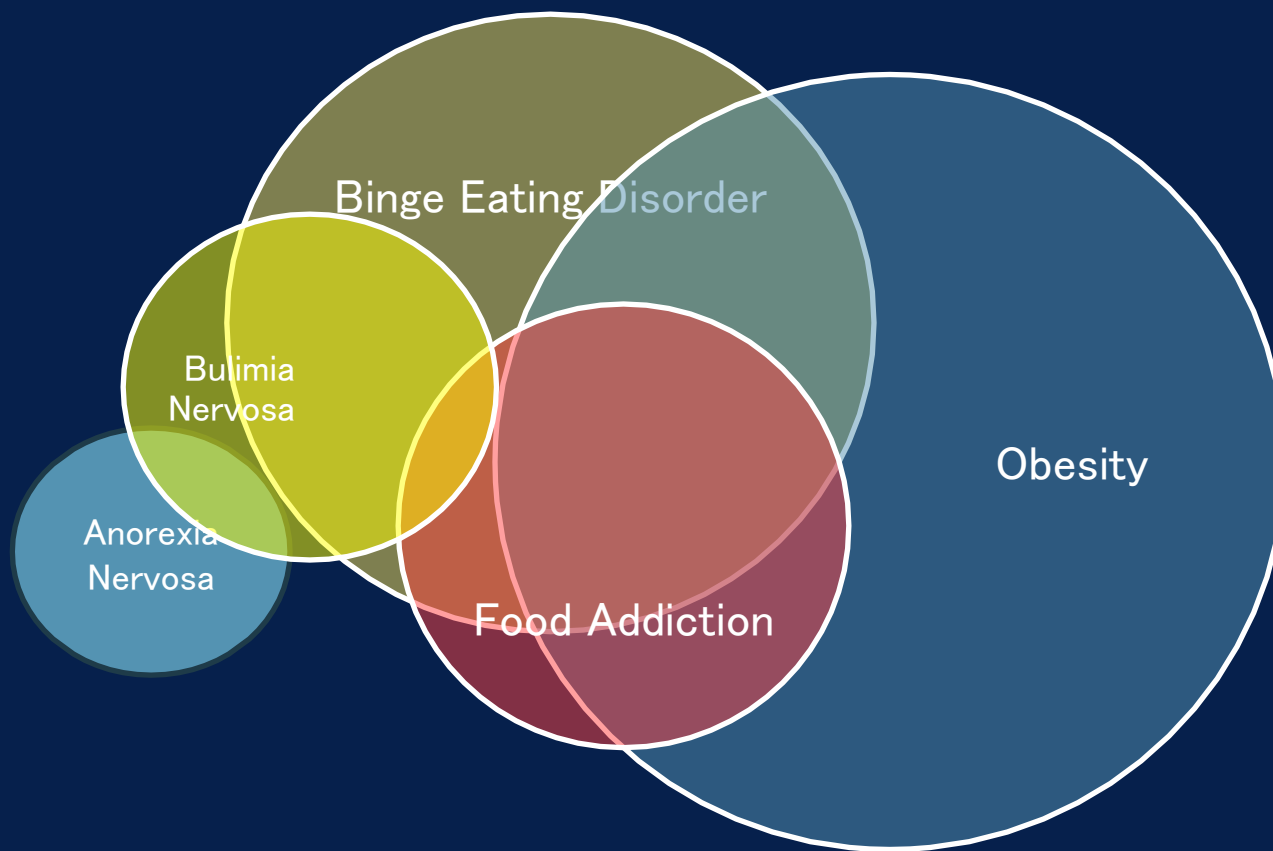 Binge Eating Disorder
Bulimia
Nervosa
Obesity
Anorexia
Nervosa
Food Addiction